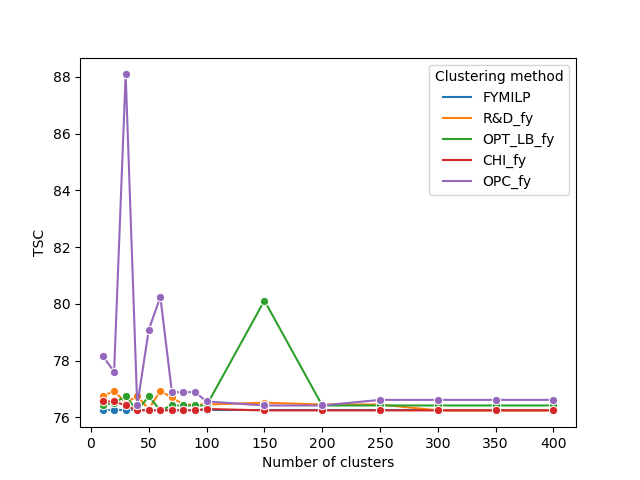 88
86
84
82
80
78
76
TSC
0
50
100
150
200
250
300
350
400
Number of clusters
Clustering method
FYMILP
R&D_fy
OPT_LB_fy
CHI_fy
OPC_fy